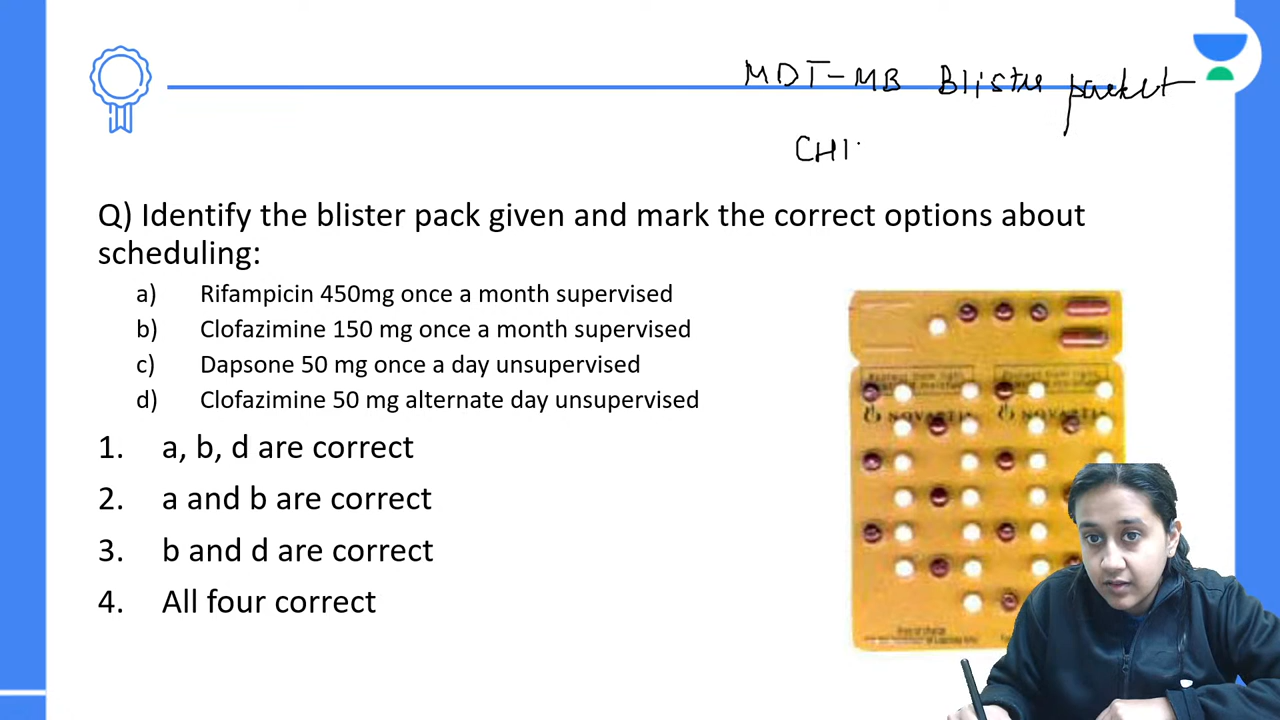 MDT-MB Blister packet
CHI
Q) Identify the blister pack given and mark the correct options about
scheduling:
a) Rifampicin 450mg once a month supervised
b) Clofazimine 150 mg once a month supervised
c) Dapsone 50 mg once a day unsupervised
d) Clofazimine 50 mg alternate day unsupervised
1. a, b, d are correct
2. a and b are correct
3. b and d are correct
4. All four correct
NOVARTIS NOVARTIS